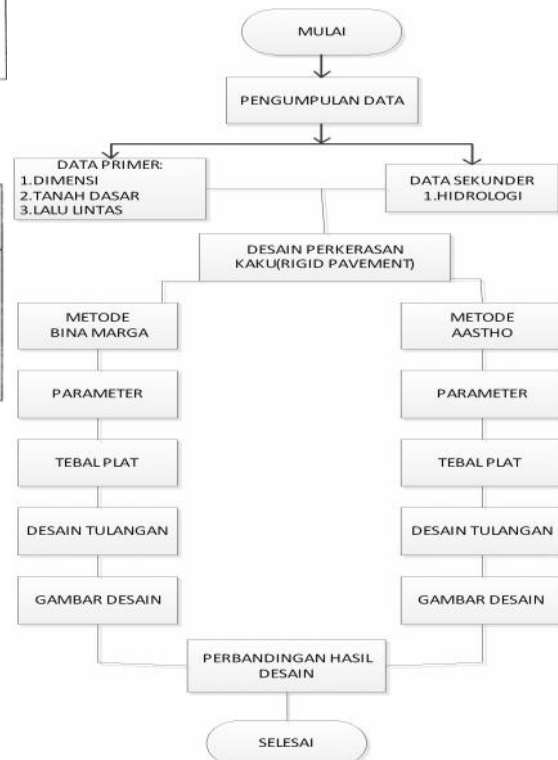 MULAI
PENGUMPULAN DATA
DATA PRIMER:
1.DIMENSI
2.TANAH DASAR
3.LALU LINTAS
DATA SEKUNDER
1.HIDROLOGI
DESAIN PERKERASAN
KAKU(RIGID PAVEMENT)
METODE
BINA MARGA
PARAMETER
TEBAL PLAT
DESAIN TULANGAN
GAMBAR DESAIN
METODE
AASTHO
PARAMETER
TEBAL PLAT
DESAIN TULANGAN
GAMBAR DESAIN
PERBANDINGAN HASIL
DESAIN
SELESAI